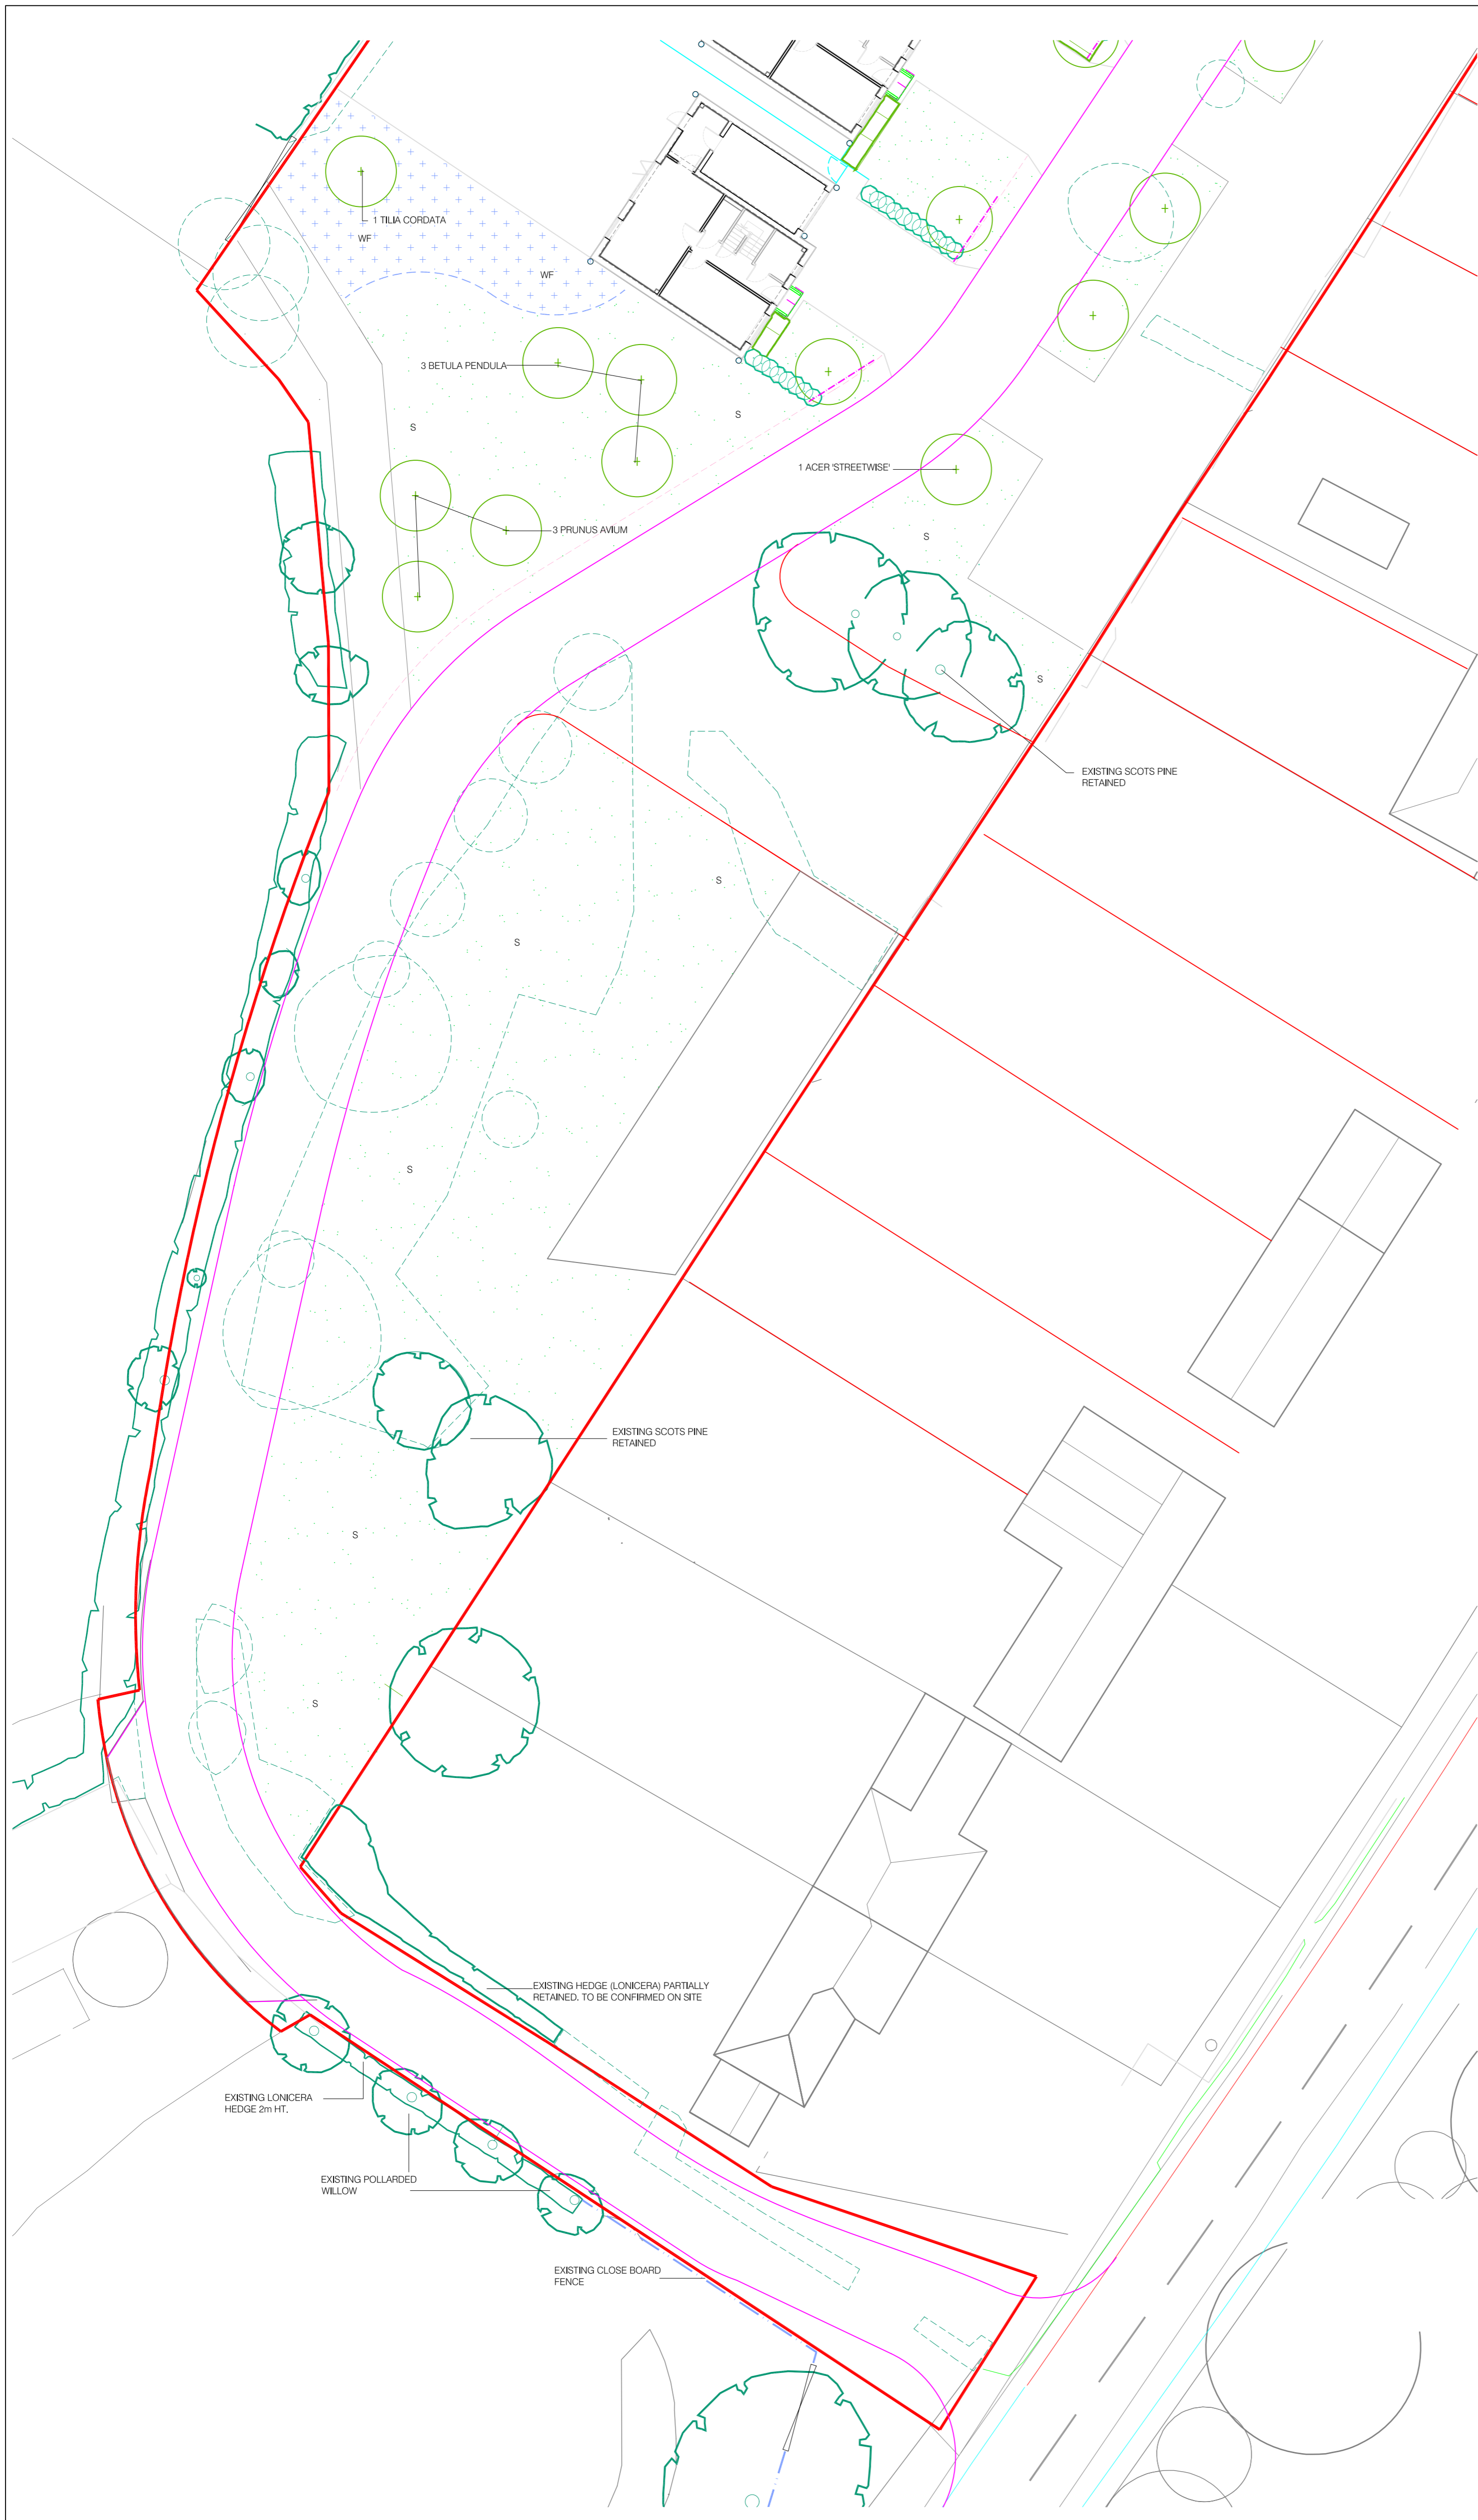 1 TILIA CORDATA
WF
WF
3 BETULA PENDULA
S
S
1 ACER 'STREETWISE'
3 PRUNUS AVIUM
S
S
EXISTING SCOTS PINE
RETAINED
S
S
S
EXISTING SCOTS PINE
RETAINED
S
S
EXISTING HEDGE (LONICERA) PARTIALLY
RETAINED, TO BE CONFIRMED ON SITE
EXISTING LONICERA
HEDGE 2m HT,
EXISTING POLLARDED
WILLOW
EXISTING CLOSE BOARD
FENCE